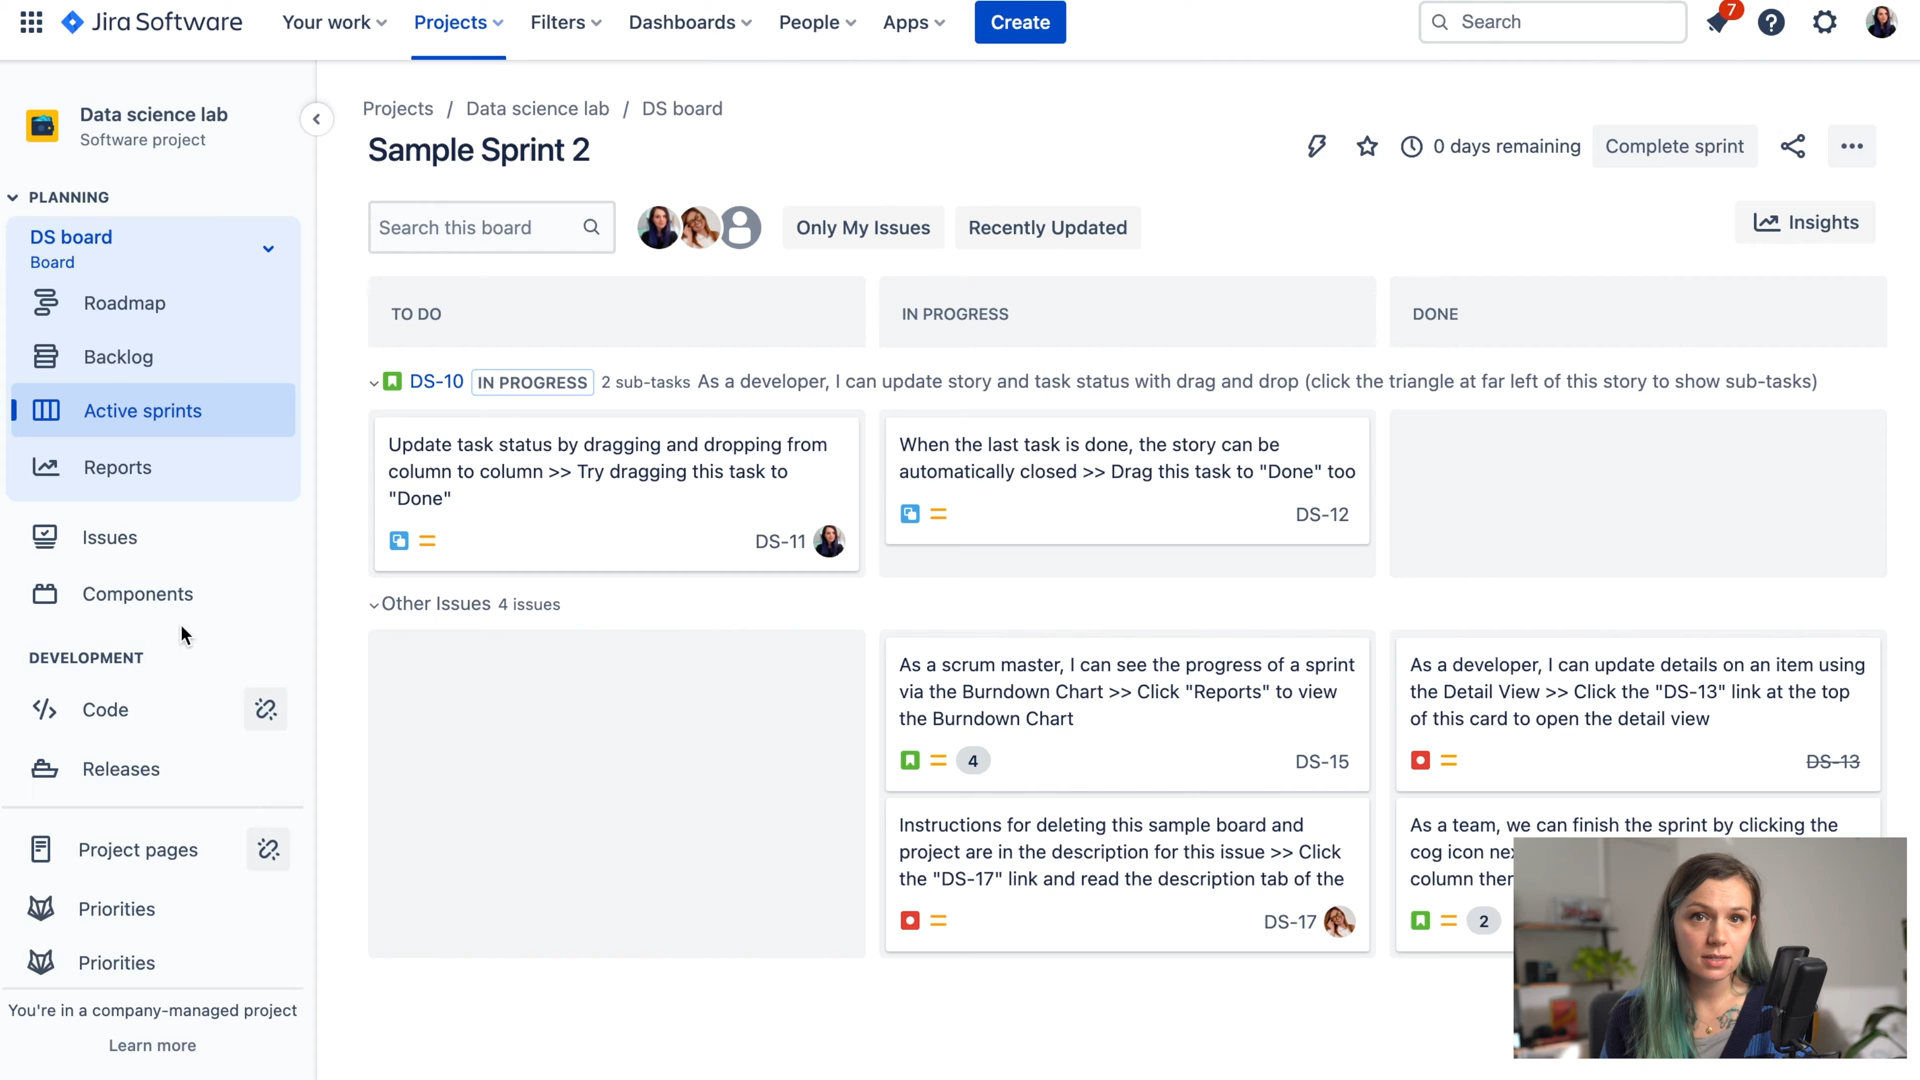 Jira Software
Your work
Projects
Filters
Dashboards
People
Apps
Create
Search
7
Data science lab
Software project
PLANNING
DS board
Board
Roadmap
Backlog
Active sprints
Reports
Issues
Components
DEVELOPMENT
Code
Releases
Project pages
Priorities
Priorities
You're in a company-managed project
Learn more
Projects / Data science lab / DS board
Sample Sprint 2
0 days remaining
Complete sprint
Search this board
Only My Issues
Recently Updated
Insights
TO DO
IN PROGRESS
DONE
DS-10 IN PROGRESS 2 sub-tasks As a developer, I can update story and task status with drag and drop (click the triangle at far left of this story to show sub-tasks)
Update task status by dragging and dropping from
column to column >> Try dragging this task to
"Done"
DS-11
When the last task is done, the story can be
automatically closed >> Drag this task to "Done" too
DS-12
Other Issues 4 issues
As a scrum master, I can see the progress of a sprint
via the Burndown Chart >> Click "Reports" to view
the Burndown Chart
4
DS-15
Instructions for deleting this sample board and
project are in the description for this issue >> Click
the "DS-17" link and read the description tab of the
DS-17
As a developer, I can update details on an item using
the Detail View >> Click the "DS-13" link at the top
of this card to open the detail view
DS-13
As a team, we can finish the sprint by clicking the
cog icon
column
2